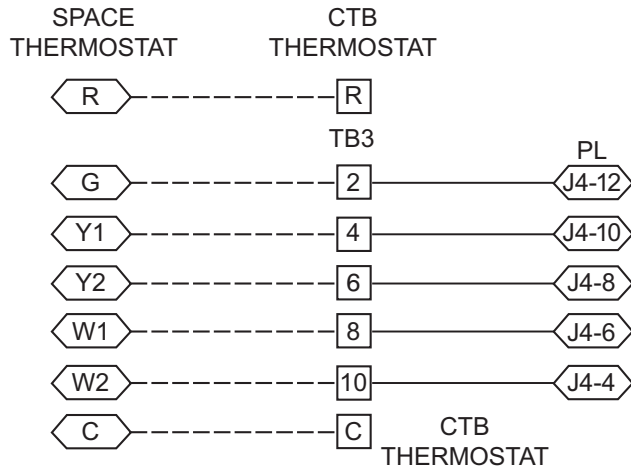 SPACE THERMOSTAT
CTB THERMOSTAT
R R
TB3
PL
G 2 J4-12
Y1 4 J4-10
Y2 6 J4-8
W1 8 J4-6
W2 10 J4-4
C C
CTB THERMOSTAT